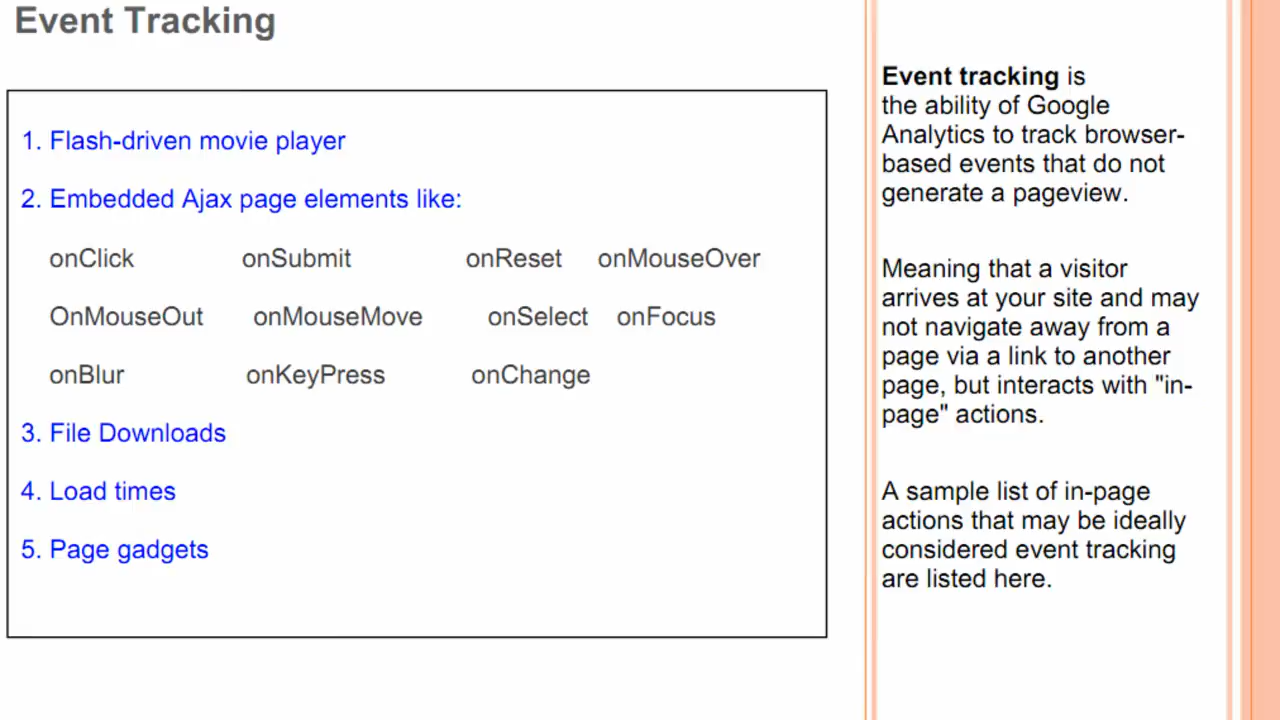 Event Tracking
1. Flash-driven movie player
2. Embedded Ajax page elements like:
onClick onSubmit onReset onMouseOver
OnMouseOut onMouseMove onSelect onFocus
onBlur onKeyPress onChange
3. File Downloads
4. Load times
5. Page gadgets
Event tracking is
the ability of Google
Analytics to track browser-
based events that do not
generate a pageview.
Meaning that a visitor
arrives at your site and may
not navigate away from a
page via a link to another
page, but interacts with "in-
page" actions.
A sample list of in-page
actions that may be ideally
considered event tracking
are listed here.